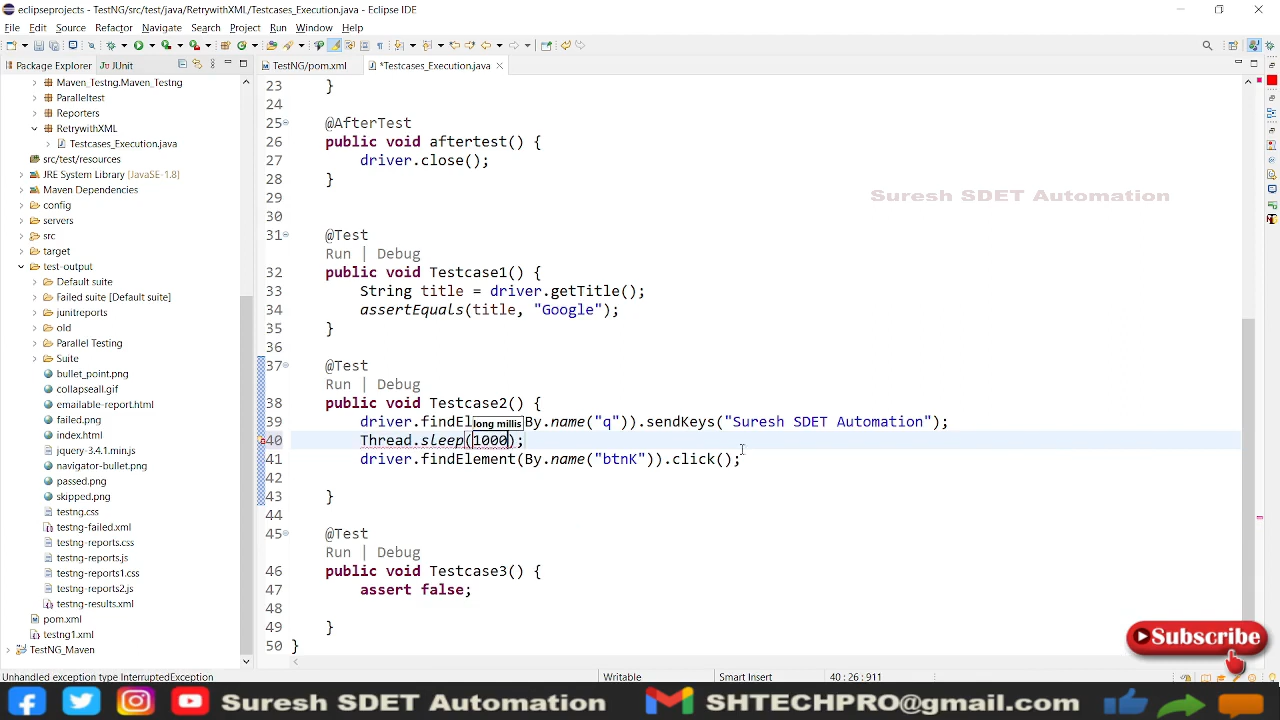 eclipseprojects - TestNG/src/test/java/RetrywithXML/Testcases_Execution.java - Eclipse IDE
File Edit Source Refactor Navigate Search Project Run Window Help
Package Explorer JUnit
TestNG/pom.xml *Testcases_Execution.java
Maven_Testng.Maven_Testng
Paralleltest
Reporters
RetrywithXML
Testcases_Execution.java
src/test/resources
JRE System Library [JavaSE-1.8]
Maven Dependencies
config
servers
src
target
test-output
Default suite
Failed suite [Default suite]
junitreports
old
Parallel Testing
Suite
bullet_point.png
collapseall.gif
emailable-report.html
failed.png
index.html
jquery-3.4.1.min.js
navigator-bullet.png
passed.png
skipped.png
testng.css
testng-failed.xml
testng-reports.css
testng-reports.js
testng-reports1.css
testng-reports2.js
testng-results.xml
pom.xml
testng1.xml
TestNG_Maven
23 }
24
25 @AfterTest
26 public void aftertest() {
27 driver.close();
28 }
29
30
Suresh SDET Automation
31 @Test
Run | Debug
32 public void Testcase1() {
33 String title = driver.getTitle();
34 assertEquals(title, "Google");
35 }
36
37 @Test
Run | Debug
38 public void Testcase2() {
39 driver.findEl long millis By.name("q")).sendKeys("Suresh SDET Automation");
40 Thread.sleep(1000);
41 driver.findElement(By.name("btnK")).click();
42
43 }
44
45 @Test
Run | Debug
46 public void Testcase3() {
47 assert false;
48
49 }
50 }
Subscribe
Unhandled exception type InterruptedException Writable Smart Insert 40 : 26 : 911
Suresh SDET Automation SHTECHPRO@gmail.com